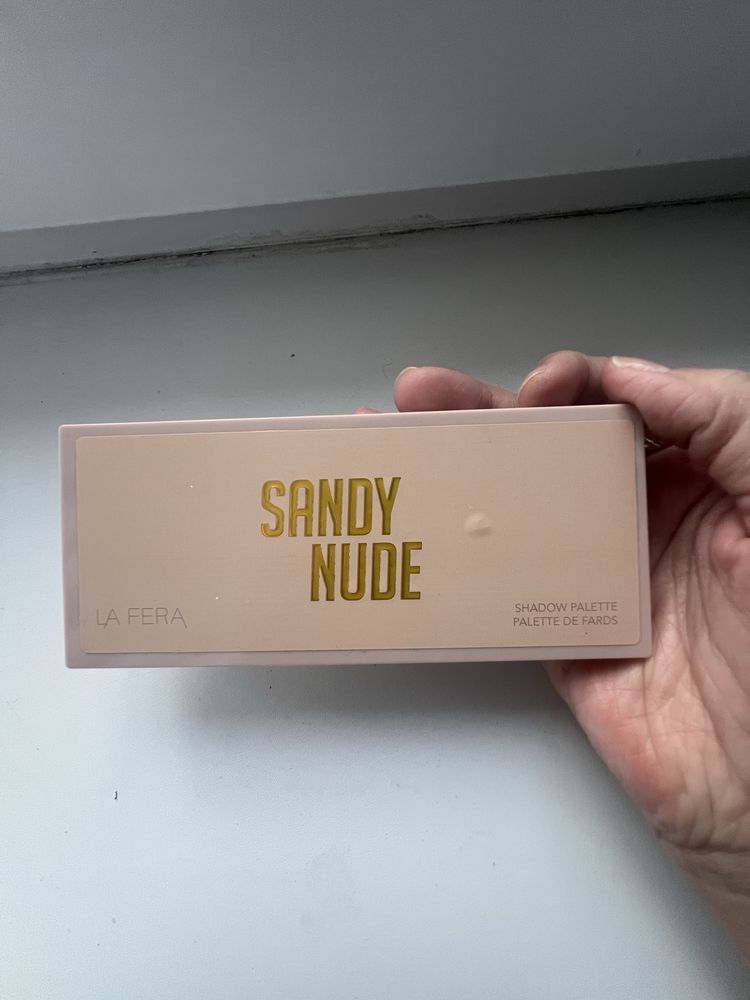 SANDY
NUDE
LA FERA
SHADOW PALETTE
PALETTE DE FARDS